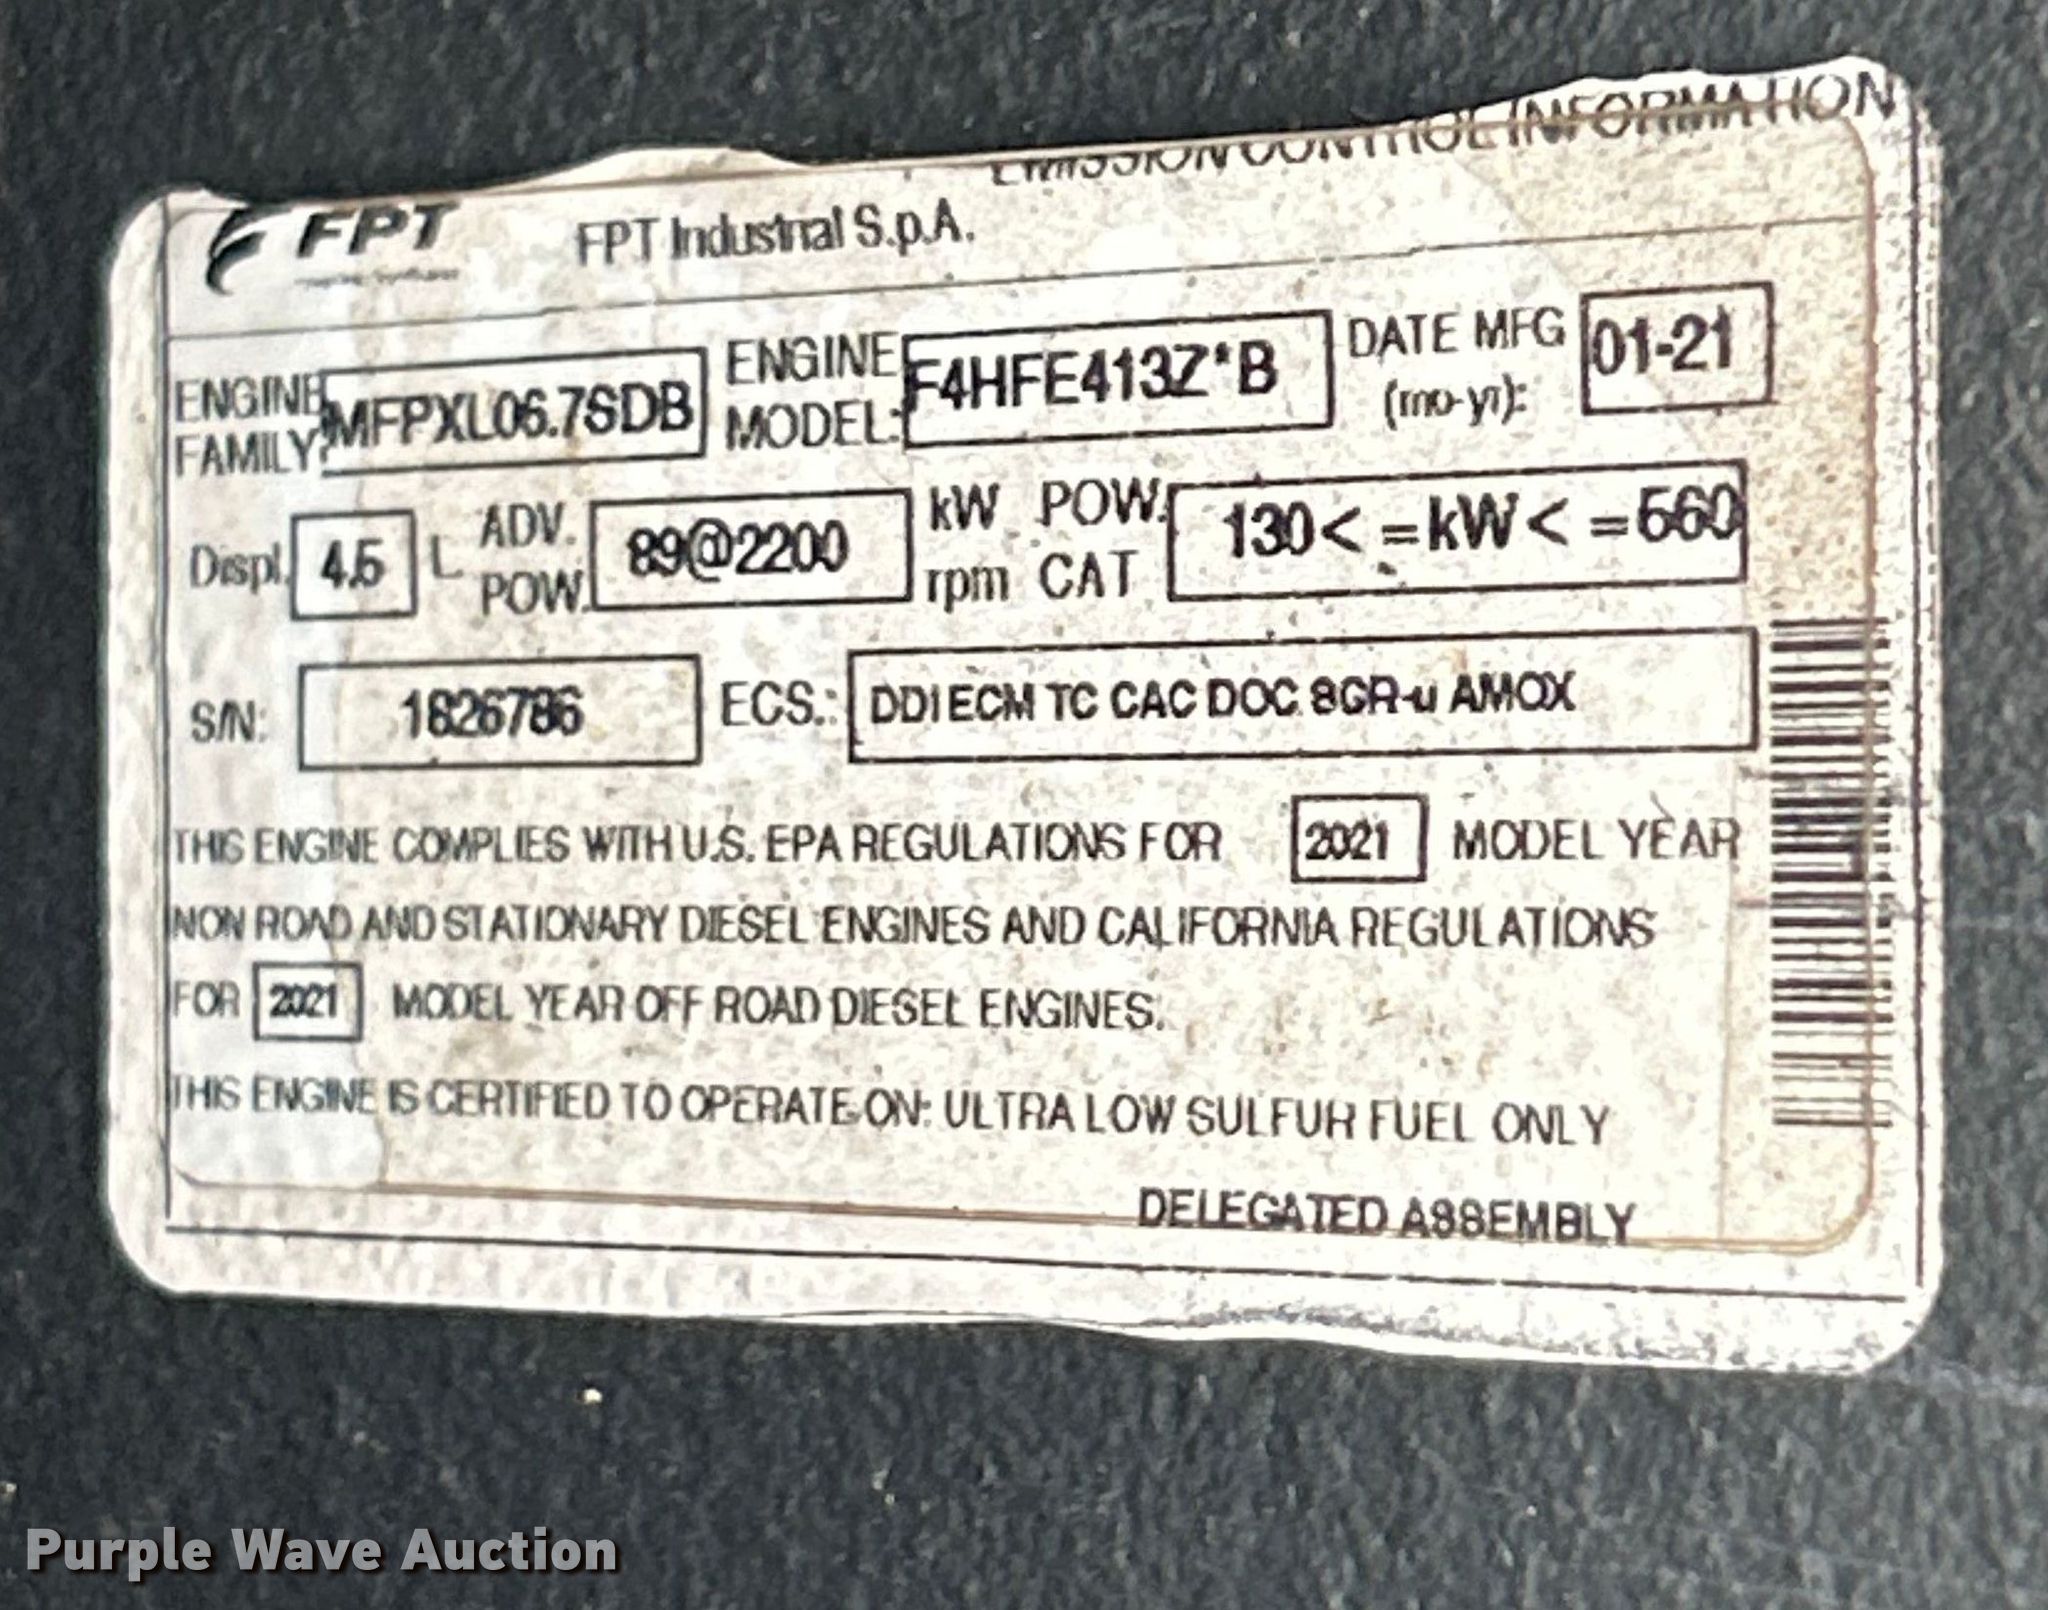 EMISSION CONTROL INFORMATION
FPT FPT Industrial S.p.A.
ENGINE FAMILY: MFPXL06.7SDB ENGINE MODEL: F4HFE413Z*B DATE MFG (mo-yr): 01-21
Displ. 4.5 L ADV. POW. 89@2200 kW rpm POW. CAT 130< =kW< =560
S/N: 1826786 ECS.: DDI ECM TC CAC DOC SCR-u AMOX
THIS ENGINE COMPLIES WITH U.S. EPA REGULATIONS FOR 2021 MODEL YEAR
NON ROAD AND STATIONARY DIESEL ENGINES AND CALIFORNIA REGULATIONS
FOR 2021 MODEL YEAR OFF ROAD DIESEL ENGINES.
THIS ENGINE IS CERTIFIED TO OPERATE ON: ULTRA LOW SULFUR FUEL ONLY
DELEGATED ASSEMBLY
Purple Wave Auction